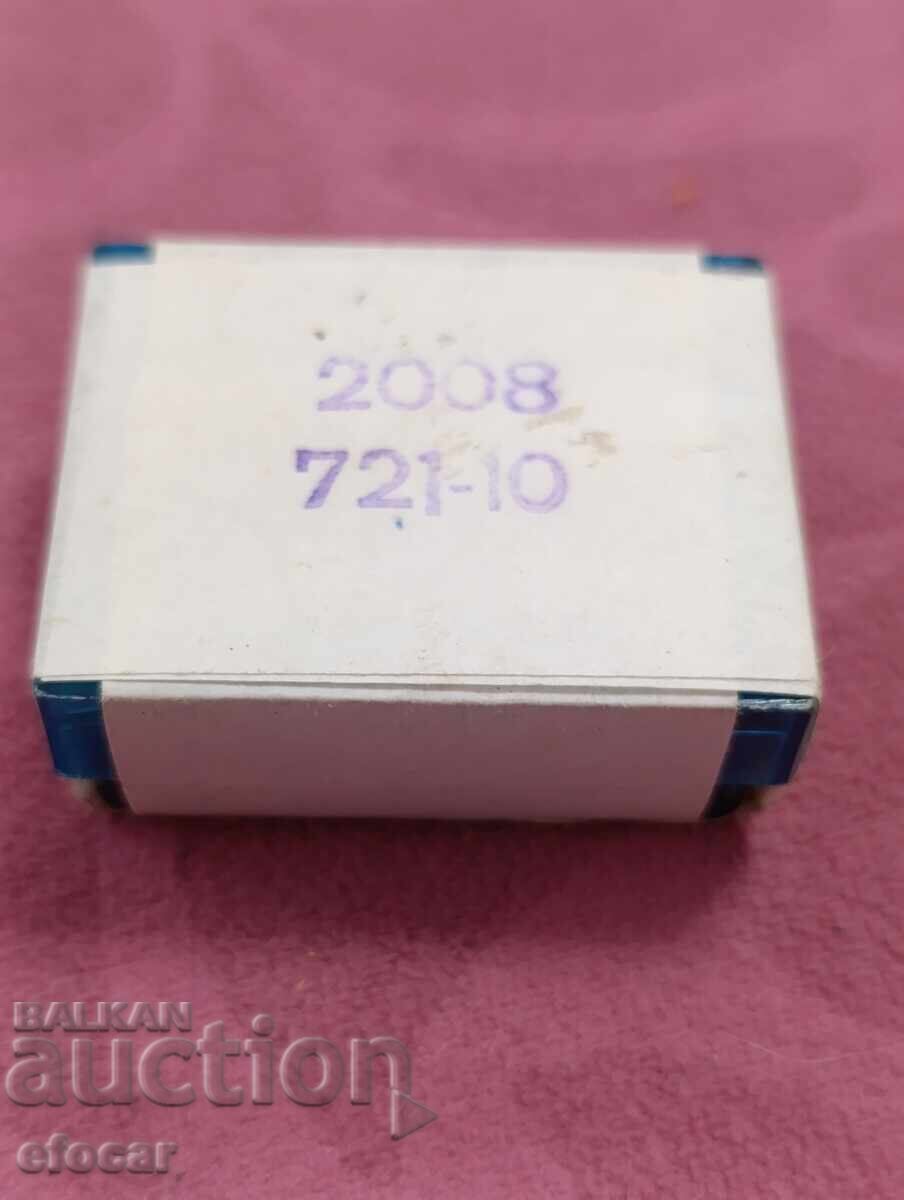 2008
721-10
BALKAN
auction
efocar